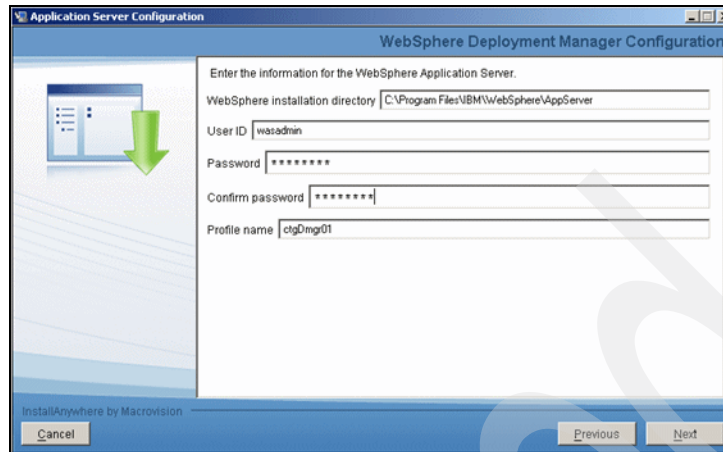 Application Server Configuration
WebSphere Deployment Manager Configuration
Enter the information for the WebSphere Application Server.
WebSphere installation directory C:\Program Files\IBM\WebSphere\AppServer
User ID wasadmin
Password ********
Confirm password ********
Profile name ctgDmgr01
InstallAnywhere by Macrovision
Cancel Previous Next